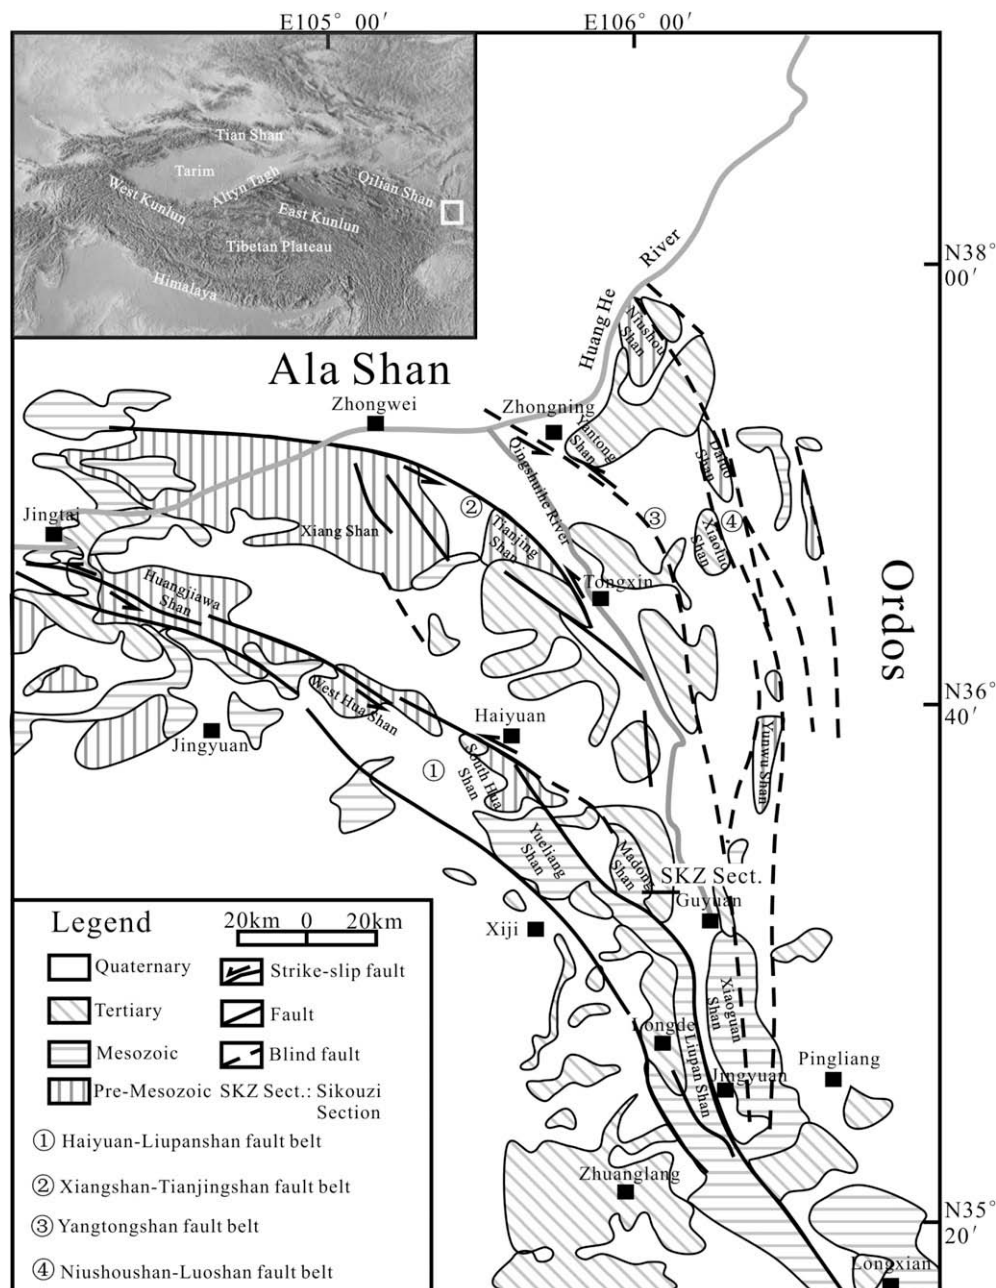 E105° 00′
E106° 00′
Tian Shan
Tarim
Altyn Tagh
Qilian Shan
West Kunlun
East Kunlun
Tibetan Plateau
Himalaya
N38°
00′
River
Huang He
Niushou
Shan
Ala Shan
Zhongwei
Zhongning
Yantong
Shan
Daluo
Shan
Qingshuihe River
Jingtai
Xiang Shan
②
Tianjing
Shan
③
④
Xiaoluo
Shan
Tongxin
Ordos
Huangjiawa
Shan
N36°
40′
West Hua Shan
Haiyuan
Jingyuan
①
South Hua
Shan
Yunwu Shan
Yueliang
Shan
Madong
Shan
SKZ Sect.
Guyuan
Xiji
Xiaoguan
Shan
Longde
Liupan Shan
Jingyuan
Pingliang
Zhuanglang
N35°
20′
Longxian
Legend
20km 0 20km
Quaternary
Strike-slip fault
Tertiary
Fault
Mesozoic
Blind fault
Pre-Mesozoic
SKZ Sect.: Sikouzi
Section
① Haiyuan-Liupanshan fault belt
② Xiangshan-Tianjingshan fault belt
③ Yangtongshan fault belt
④ Niushoushan-Luoshan fault belt